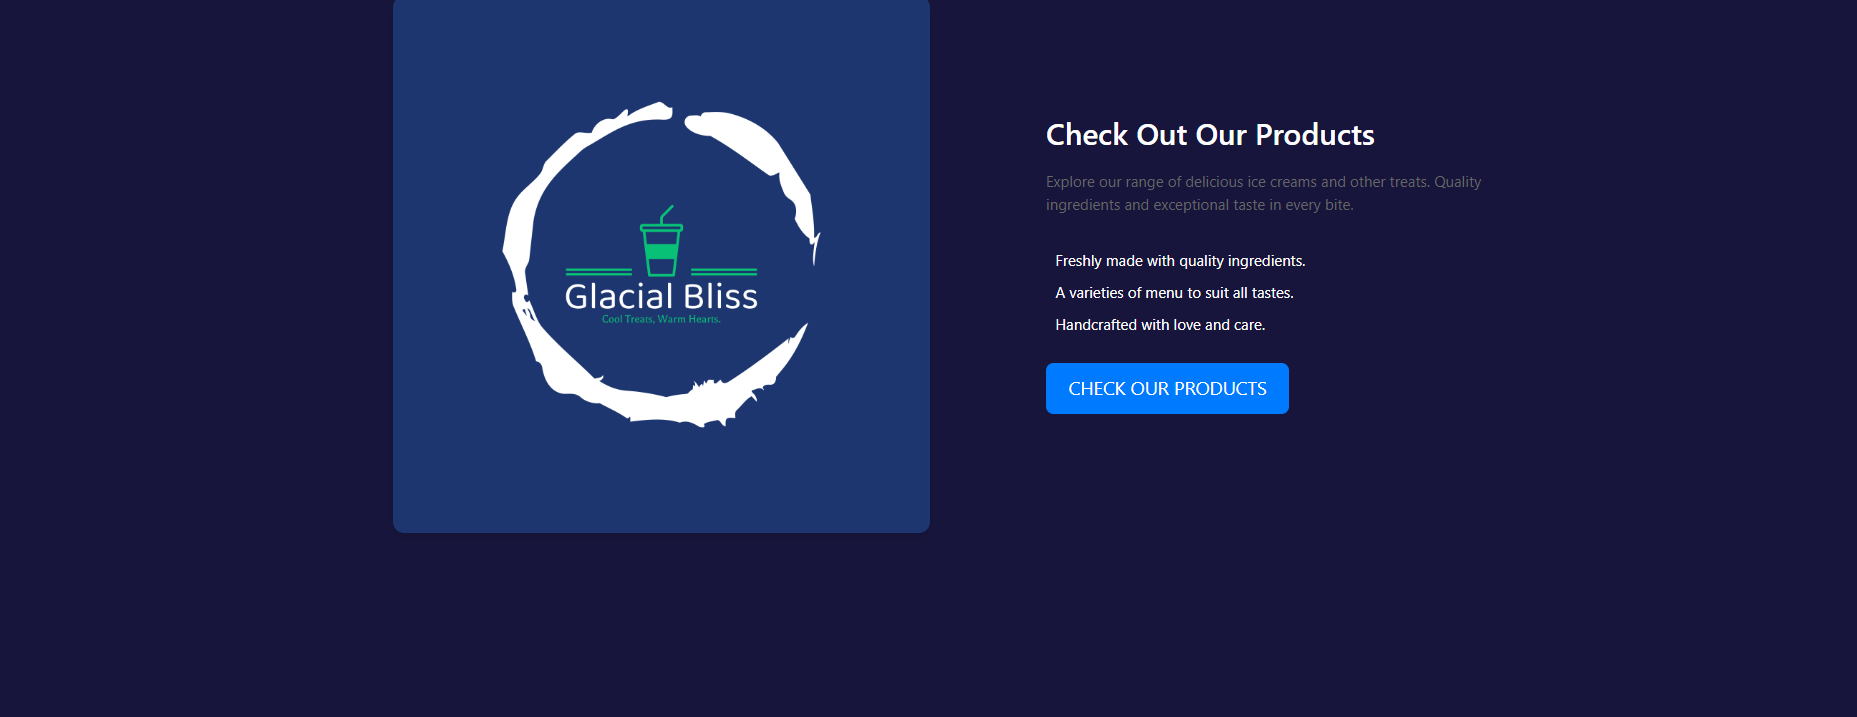 Glacial Bliss
Cool Treats, Warm Hearts.
Check Out Our Products
Explore our range of delicious ice creams and other treats. Quality
ingredients and exceptional taste in every bite.
Freshly made with quality ingredients.
A varieties of menu to suit all tastes.
Handcrafted with love and care.
CHECK OUR PRODUCTS